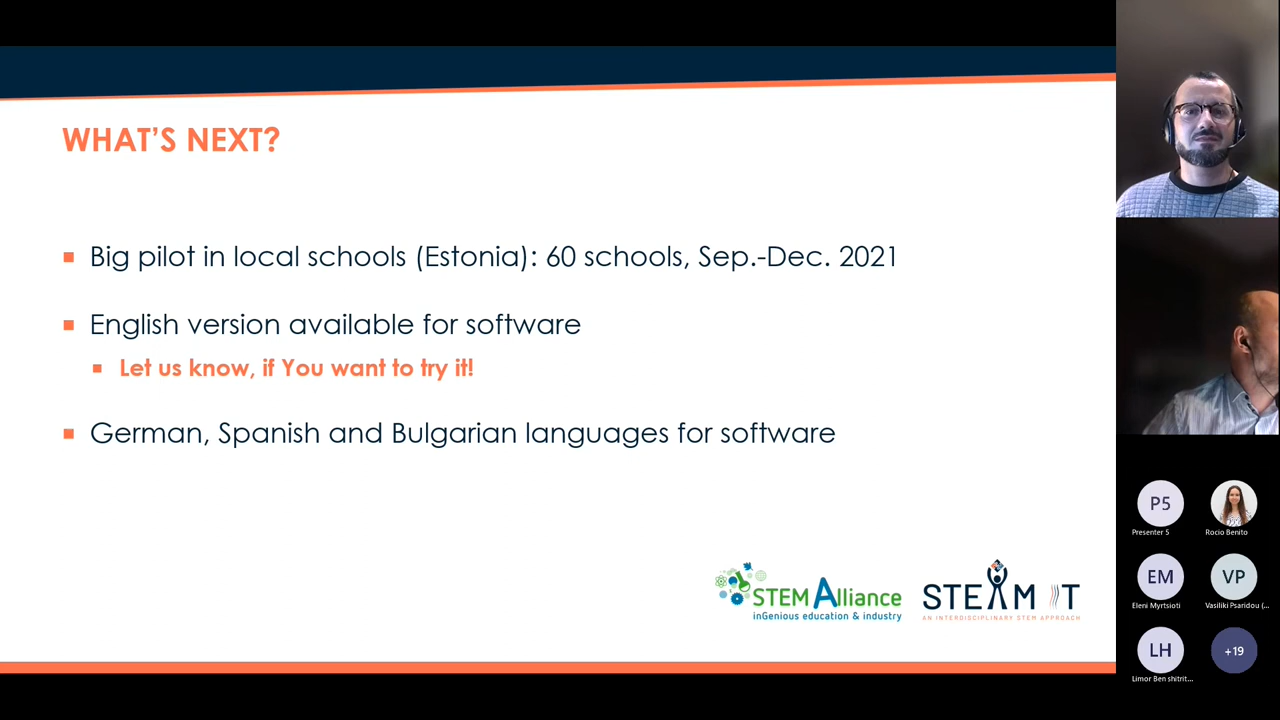 WHAT'S NEXT?
Big pilot in local schools (Estonia): 60 schools, Sep.-Dec. 2021
English version available for software
Let us know, if You want to try it!
German, Spanish and Bulgarian languages for software
STEM Alliance
inGenious education & industry
STEAM IT
AN INTERDISCIPLINARY STEM APPROACH
P5
Presenter 5
Rocio Benito
EM
Eleni Myrtsioti
VP
Vasiliki Psaridou (...
LH
Limor Ben shitrit...
+19